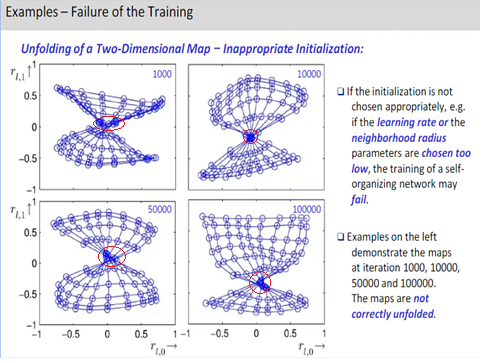 Examples – Failure of the Training
Unfolding of a Two-Dimensional Map – Inappropriate Initialization:
r_{l,1}↑ 1 1000 10000
0.5
0
−0.5
−1
r_{l,1}↑ 1 50000 100000
0.5
0
−0.5
−1
−1 −0.5 0 0.5 1 −1 −0.5 0 0.5 1
r_{l,0}→ r_{l,0}→
❑ If the initialization is not
chosen appropriately, e.g.
if the learning rate or the
neighborhood radius
parameters are chosen too
low, the training of a self-
organizing network may
fail.
❑ Examples on the left
demonstrate the maps
at iteration 1000, 10000,
50000 and 100000.
The maps are not
correctly unfolded.